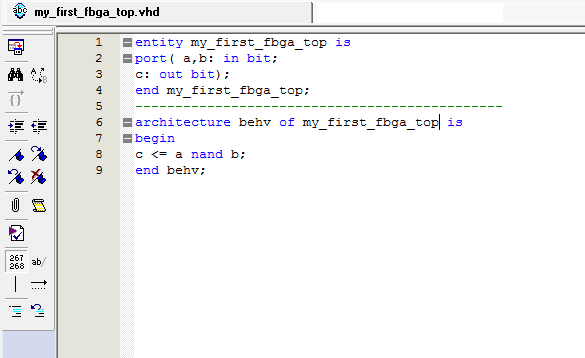 my_first_fbga_top.vhd
1 entity my_first_fbga_top is
2 port( a,b: in bit;
3 c: out bit);
4 end my_first_fbga_top;
5 -------------------------------------------------
6 architecture behv of my_first_fbga_top is
7 begin
8 c <= a nand b;
9 end behv;
abc
A
B
{}
267
268
ab/